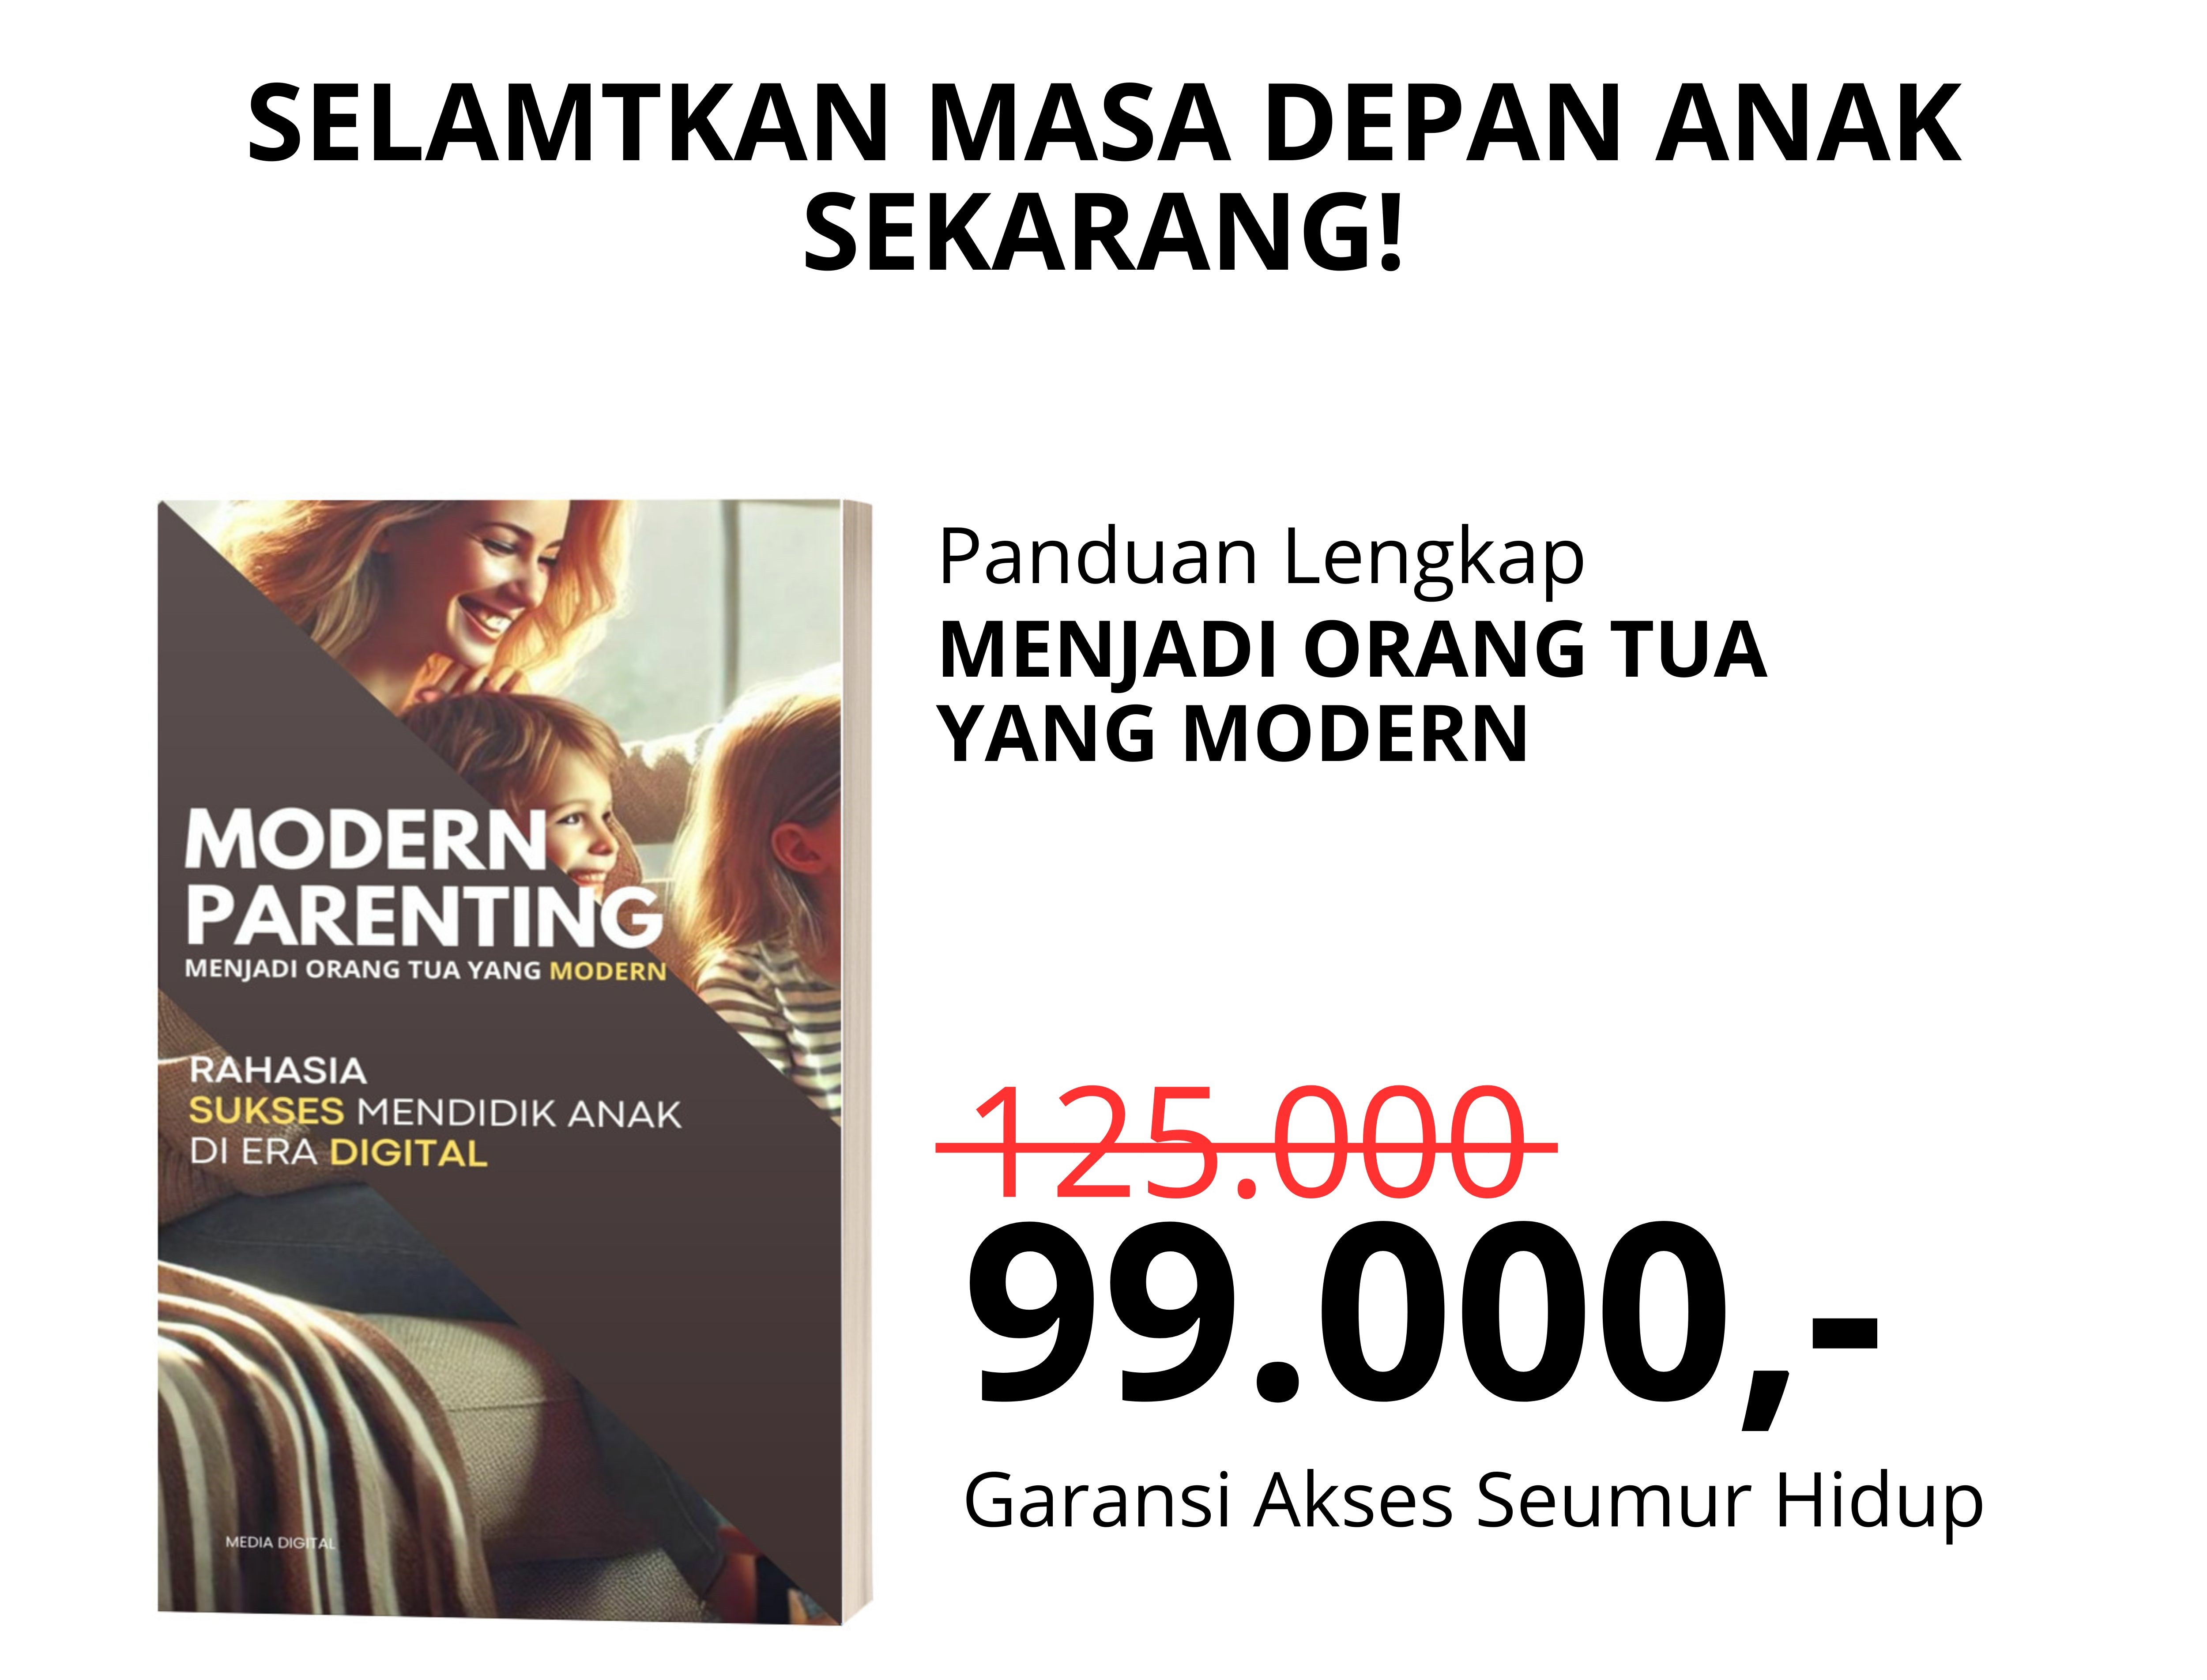 SELAMTKAN MASA DEPAN ANAK
SEKARANG!
MODERN
PARENTING
MENJADI ORANG TUA YANG MODERN
RAHASIA
SUKSES MENDIDIK ANAK
DI ERA DIGITAL
MEDIA DIGITAL
Panduan Lengkap
MENJADI ORANG TUA
YANG MODERN
125.000
99.000,-
Garansi Akses Seumur Hidup